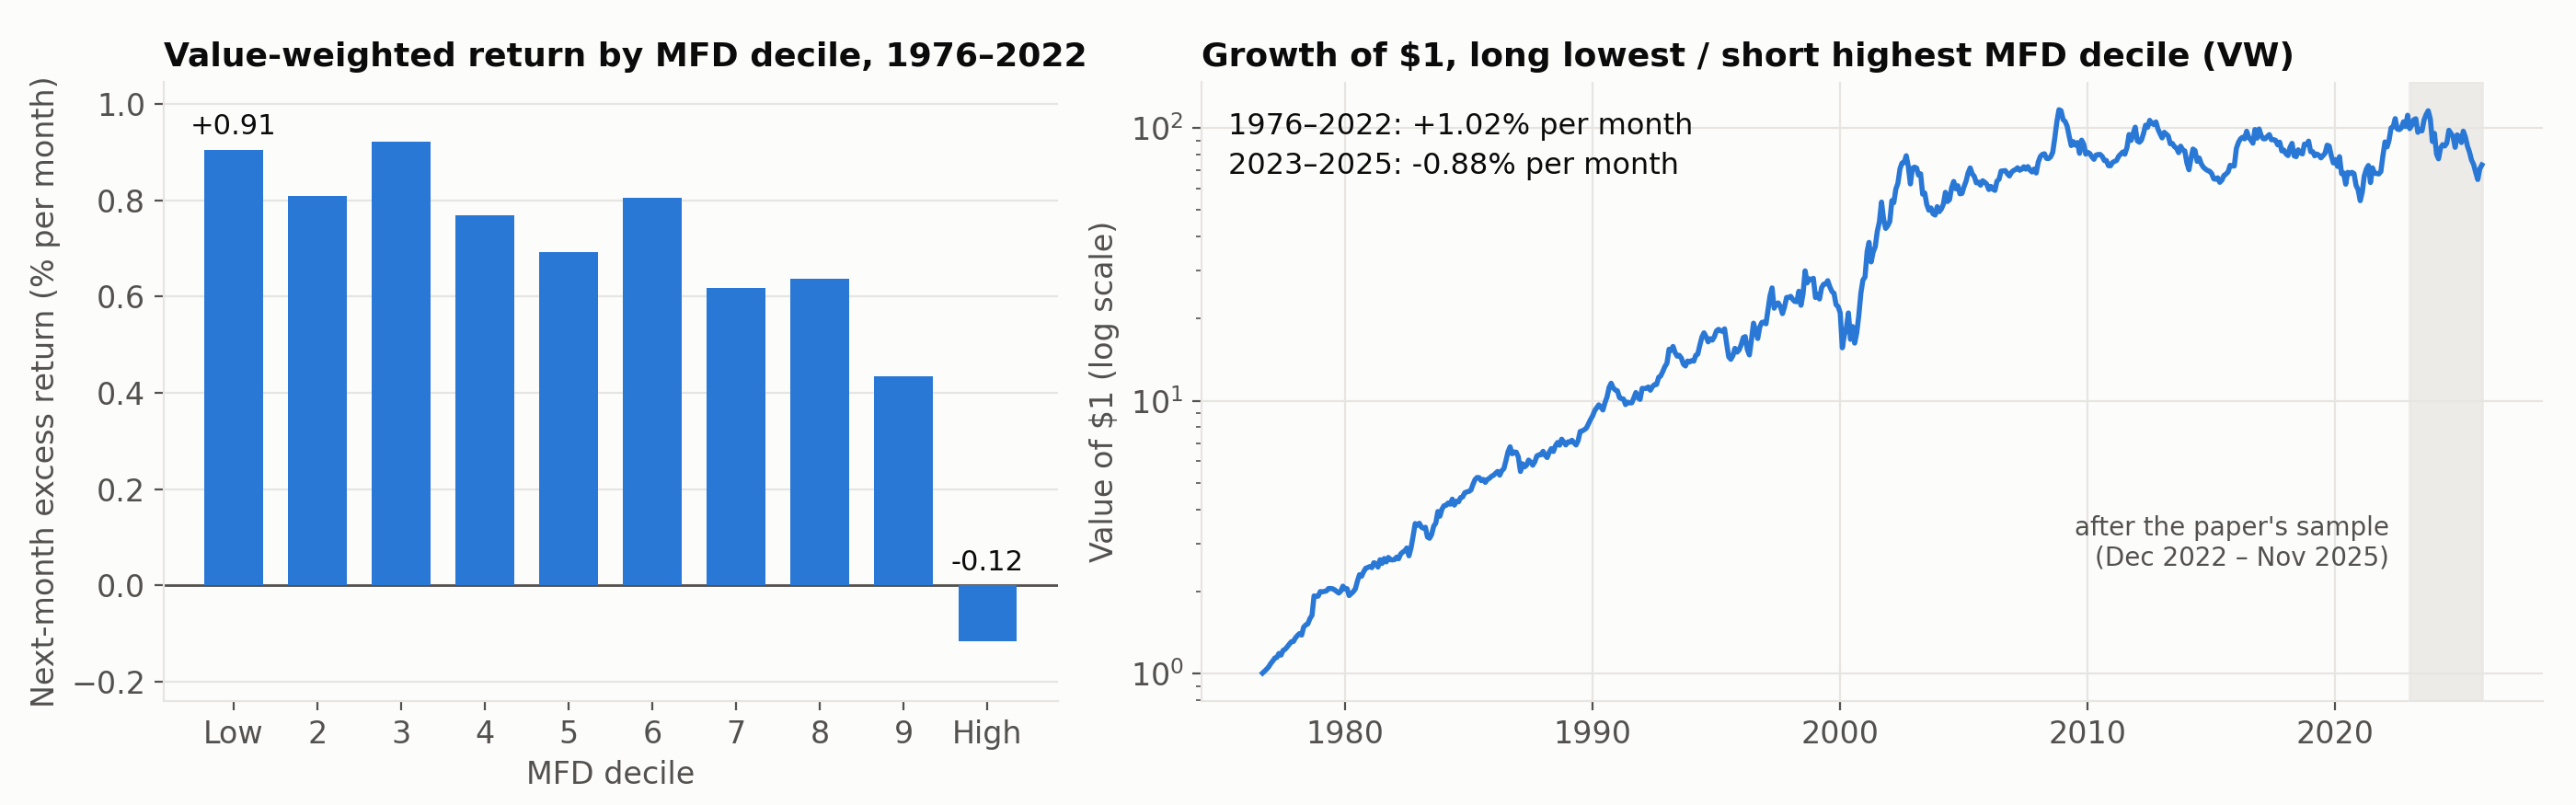 Value-weighted return by MFD decile, 1976–2022
Next-month excess return (% per month)
1.0
0.8
0.6
0.4
0.2
0.0
−0.2
+0.91
-0.12
Low 2 3 4 5 6 7 8 9 High
MFD decile
Growth of $1, long lowest / short highest MFD decile (VW)
Value of $1 (log scale)
10²
10¹
10⁰
1976–2022: +1.02% per month
2023–2025: -0.88% per month
after the paper's sample
(Dec 2022 – Nov 2025)
1980 1990 2000 2010 2020